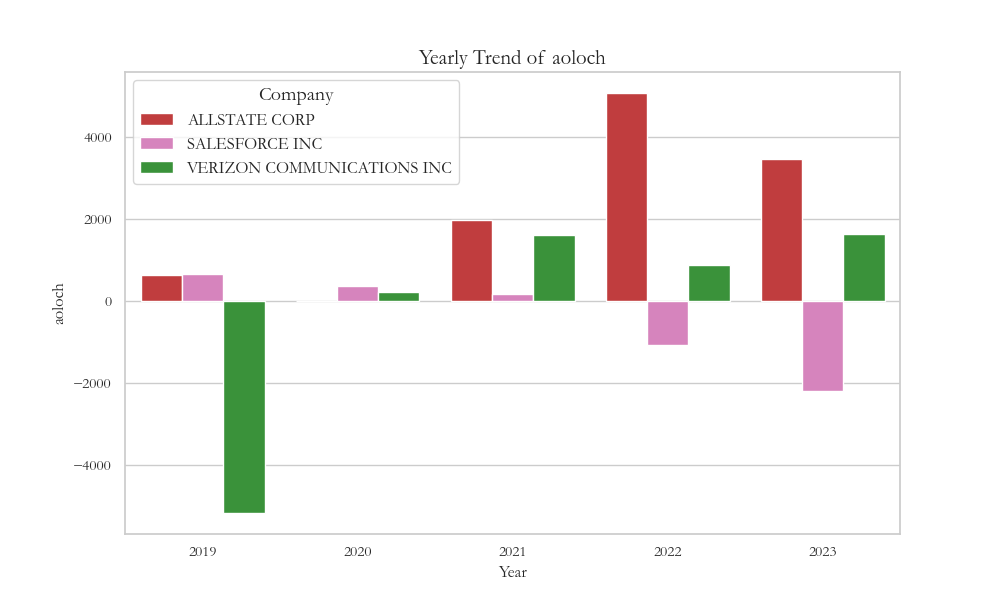 Yearly Trend of aoloch
Company
ALLSTATE CORP
SALESFORCE INC
VERIZON COMMUNICATIONS INC
aoloch
4000
2000
0
−2000
−4000
2019 2020 2021 2022 2023
Year